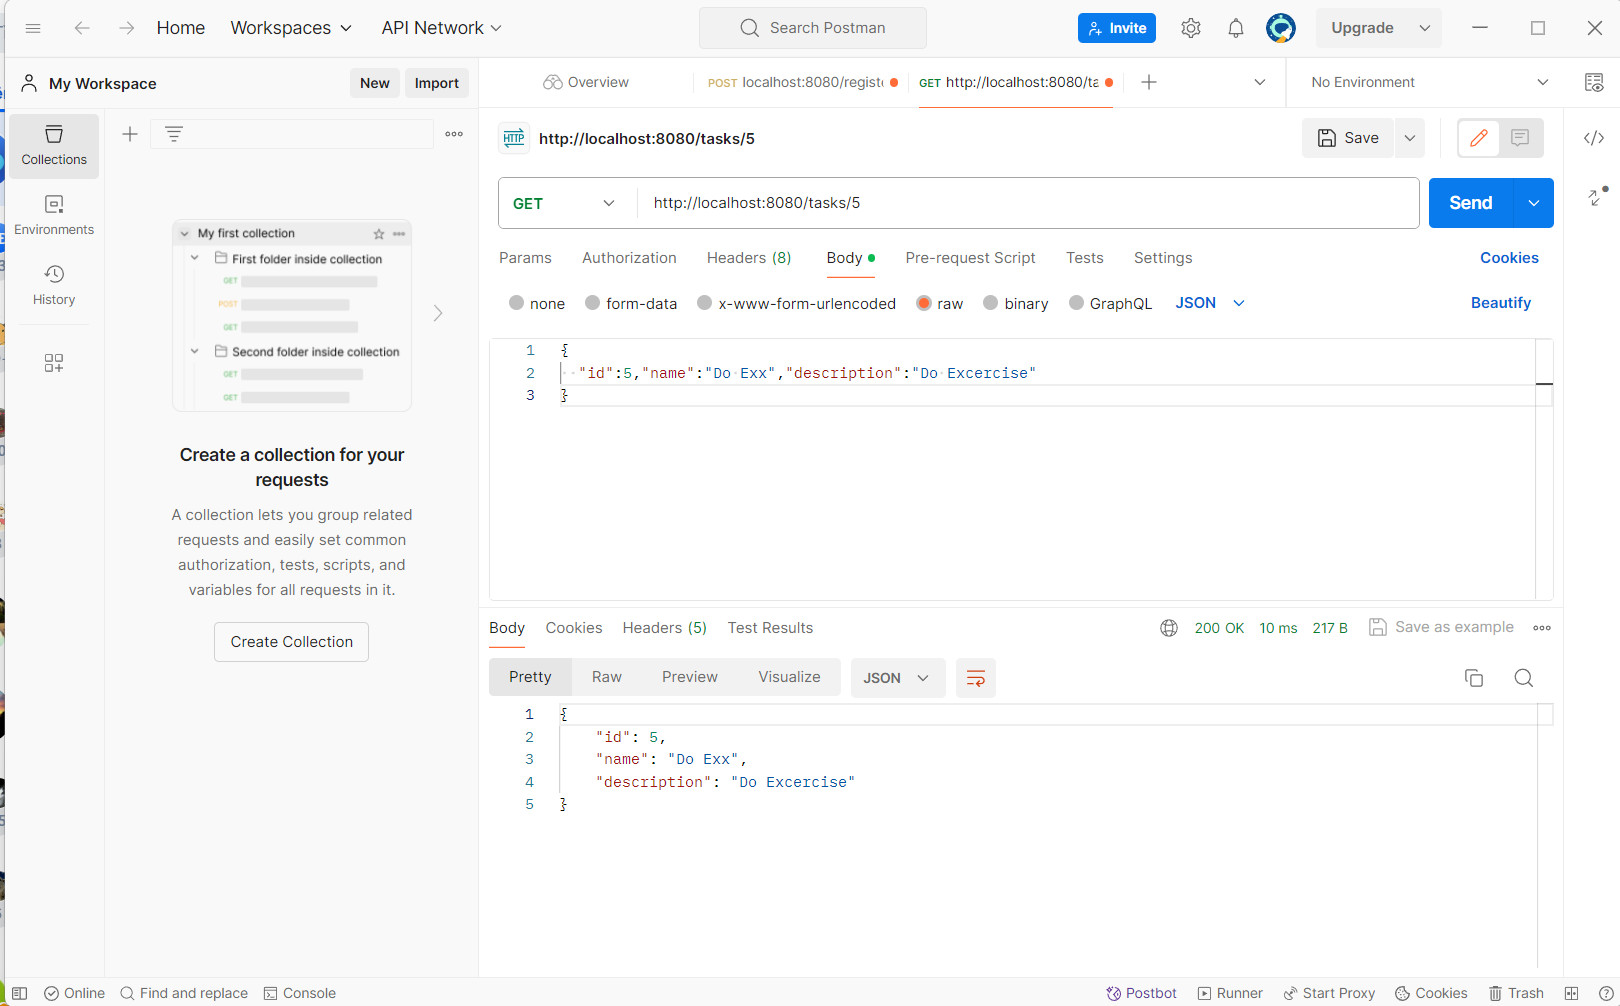 Home Workspaces API Network Search Postman Invite Upgrade
My Workspace New Import Overview POST localhost:8080/registe GET http://localhost:8080/ta No Environment
Collections
Environments
History
My first collection
First folder inside collection
GET
POST
GET
Second folder inside collection
GET
GET
Create a collection for your
requests
A collection lets you group related
requests and easily set common
authorization, tests, scripts, and
variables for all requests in it.
Create Collection
HTTP http://localhost:8080/tasks/5 Save
GET http://localhost:8080/tasks/5 Send
Params Authorization Headers (8) Body Pre-request Script Tests Settings Cookies
none form-data x-www-form-urlencoded raw binary GraphQL JSON Beautify
1 {
2 "id":5,"name":"Do Exx","description":"Do Excercise"
3 }
Body Cookies Headers (5) Test Results 200 OK 10 ms 217 B Save as example
Pretty Raw Preview Visualize JSON
1 {
2 "id": 5,
3 "name": "Do Exx",
4 "description": "Do Excercise"
5 }
Online Find and replace Console Postbot Runner Start Proxy Cookies Trash